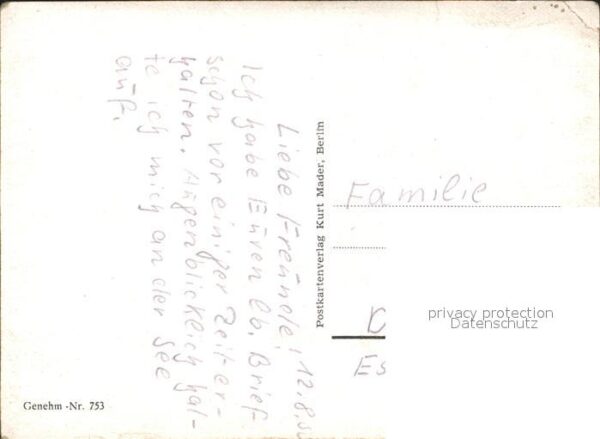 12.8.
Liebe Freunde!
Ich habe Euren lb. Brief
schon vor einiger Zeit er-
halten. Augenblicklich hal-
te ich mich an der See
auf.
Postkartenverlag Kurt Mader, Berlin
Familie
Es
privacy protection
Datenschutz
Genehm.-Nr. 753